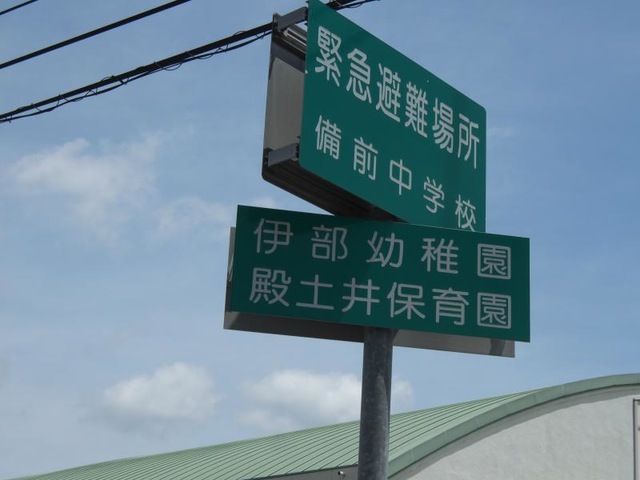 緊急避難場所
備前中学校
伊部幼稚園
殿土井保育園